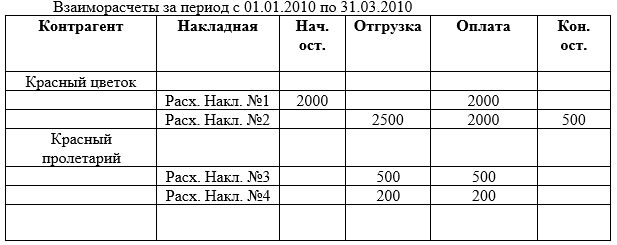 Взаиморасчеты за период с 01.01.2010 по 31.03.2010
Контрагент Накладная Нач. ост. Отгрузка Оплата Кон. ост.
Красный цветок
Расх. Накл. №1 2000 2000
Расх. Накл. №2 2500 2000 500
Красный
пролетарий
Расх. Накл. №3 500 500
Расх. Накл. №4 200 200